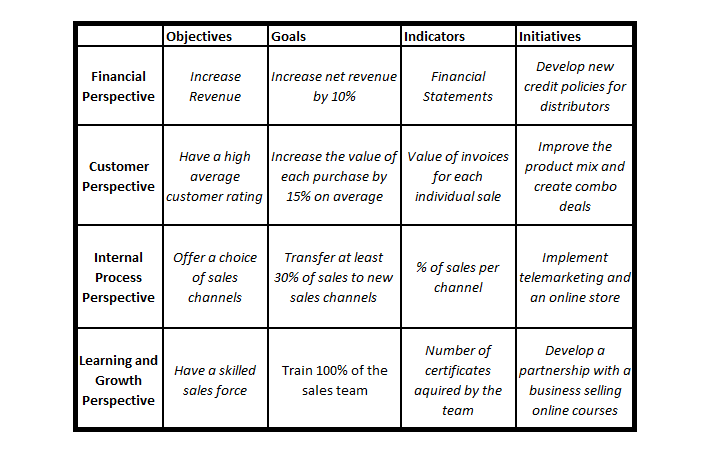 Objectives Goals Indicators Initiatives
Financial
Perspective
Increase
Revenue
Increase net revenue
by 10%
Financial
Statements
Develop new
credit policies for
distributors
Customer
Perspective
Have a high
average
customer rating
Increase the value of
each purchase by
15% on average
Value of invoices
for each
individual sale
Improve the
product mix and
create combo
deals
Internal
Process
Perspective
Offer a choice
of sales
channels
Transfer at least
30% of sales to new
sales channels
% of sales per
channel
Implement
telemarketing and
an online store
Learning and
Growth
Perspective
Have a skilled
sales force
Train 100% of the
sales team
Number of
certificates
aquired by the
team
Develop a
partnership with a
business selling
online courses